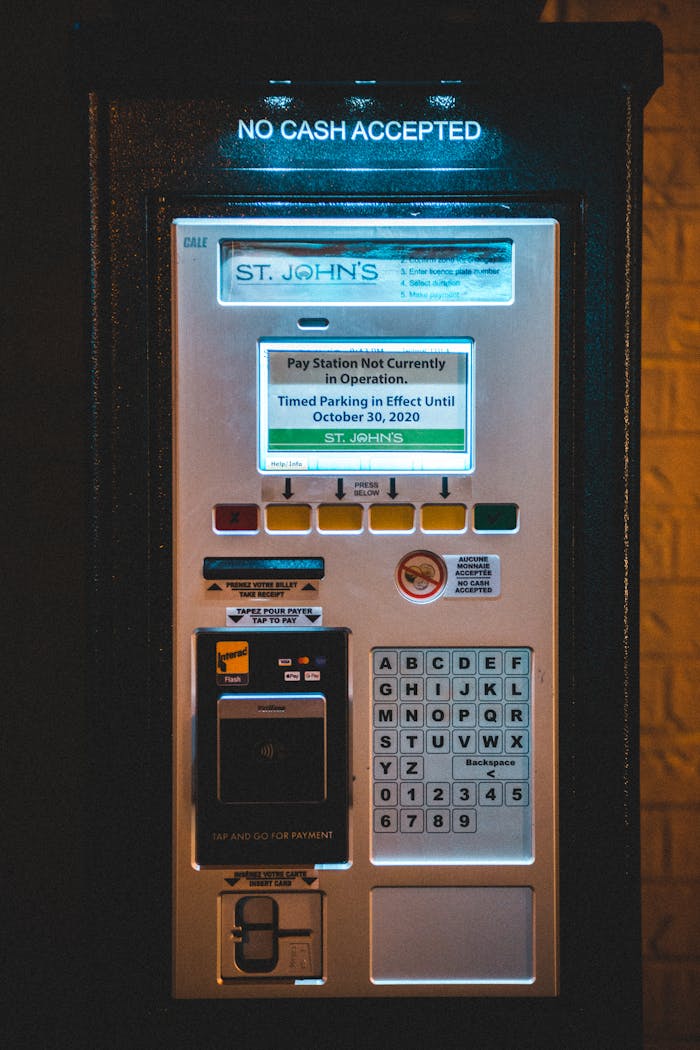 NO CASH ACCEPTED
CALE
ST. JOHN'S
3. Enter licence plate number
4. Select duration
5. Make payment
Pay Station Not Currently
in Operation.
Timed Parking in Effect Until
October 30, 2020
ST. JOHN'S
Help/Info
PRESS
BELOW
AUCUNE
MONNAIE
ACCEPTÉE
NO CASH
ACCEPTED
PRENEZ VOTRE BILLET
TAKE RECEIPT
TAPEZ POUR PAYER
TAP TO PAY
Interac
Flash
VISA
Pay
G Pay
TAP AND GO FOR PAYMENT
A B C D E F
G H I J K L
M N O P Q R
S T U V W X
Y Z Backspace
<
0 1 2 3 4 5
6 7 8 9
INSÉREZ VOTRE CARTE
INSERT CARD